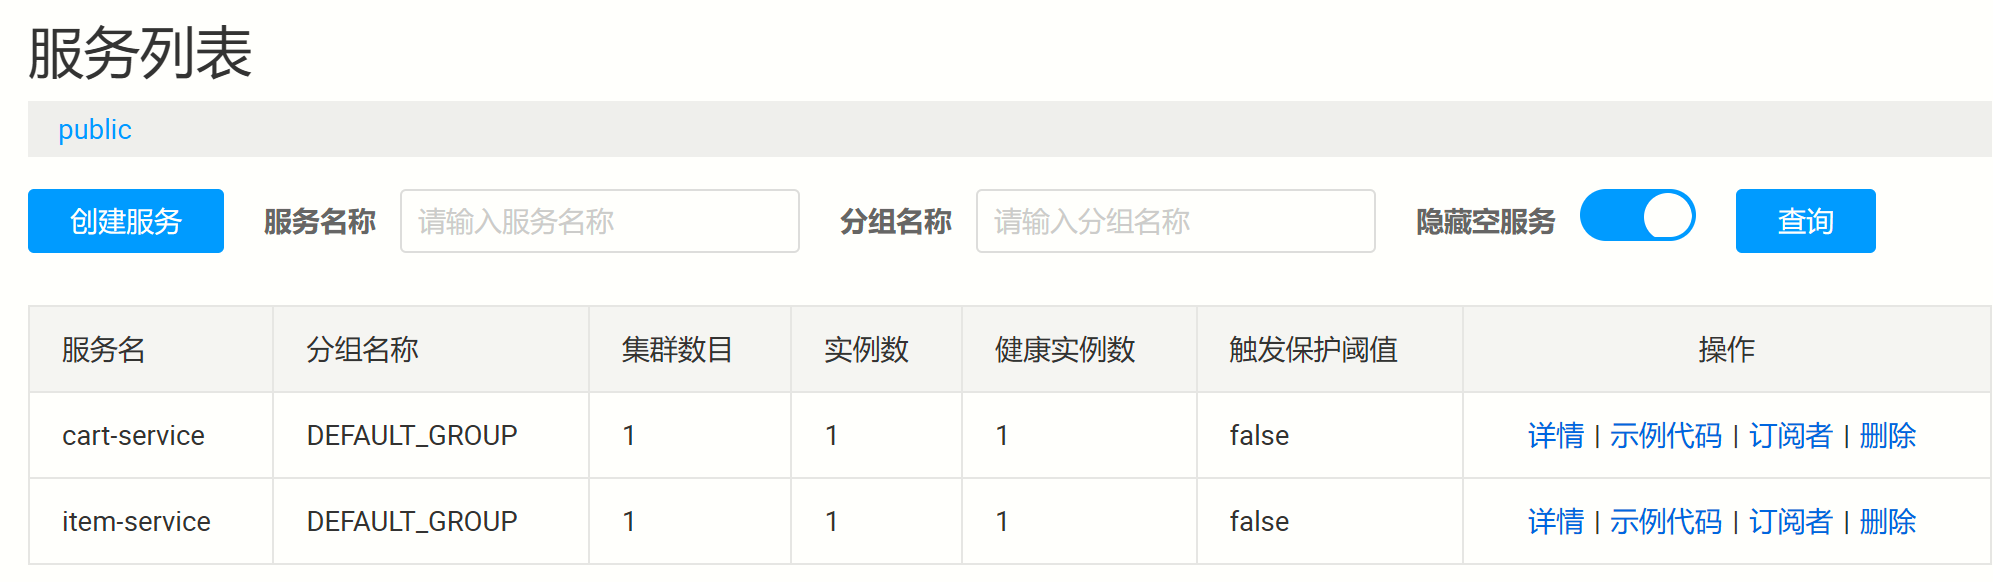 服务列表
public
创建服务 服务名称 请输入服务名称 分组名称 请输入分组名称 隐藏空服务 查询
服务名 分组名称 集群数目 实例数 健康实例数 触发保护阈值 操作
cart-service DEFAULT_GROUP 1 1 1 false 详情 | 示例代码 | 订阅者 | 删除
item-service DEFAULT_GROUP 1 1 1 false 详情 | 示例代码 | 订阅者 | 删除